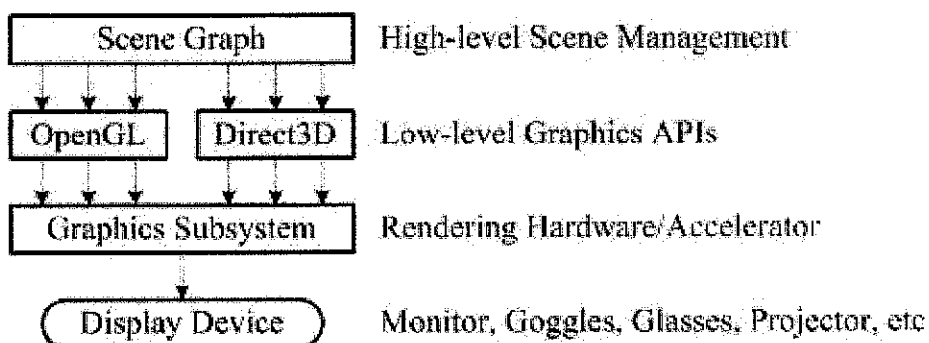 Scene Graph High-level Scene Management
OpenGL Direct3D Low-level Graphics APIs
Graphics Subsystem Rendering Hardware/Accelerator
Display Device Monitor, Goggles, Glasses, Projector, etc